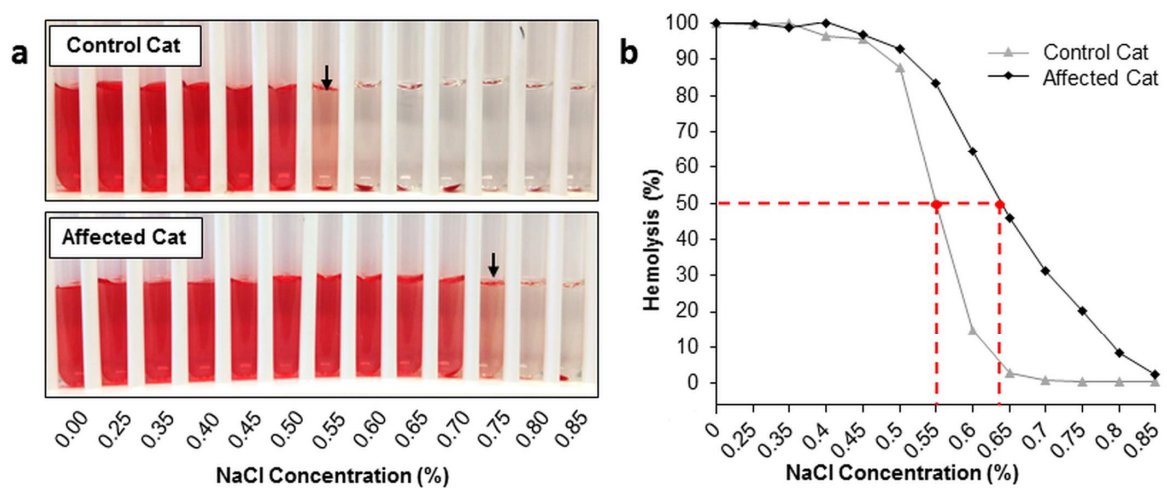 a
Control Cat
Affected Cat
0.00 0.25 0.35 0.40 0.45 0.50 0.55 0.60 0.65 0.70 0.75 0.80 0.85
NaCl Concentration (%)
b
100
90
80
70
60
50
40
30
20
10
0
Hemolysis (%)
Control Cat
Affected Cat
0 0.25 0.35 0.4 0.45 0.5 0.55 0.6 0.65 0.7 0.75 0.8 0.85
NaCl Concentration (%)